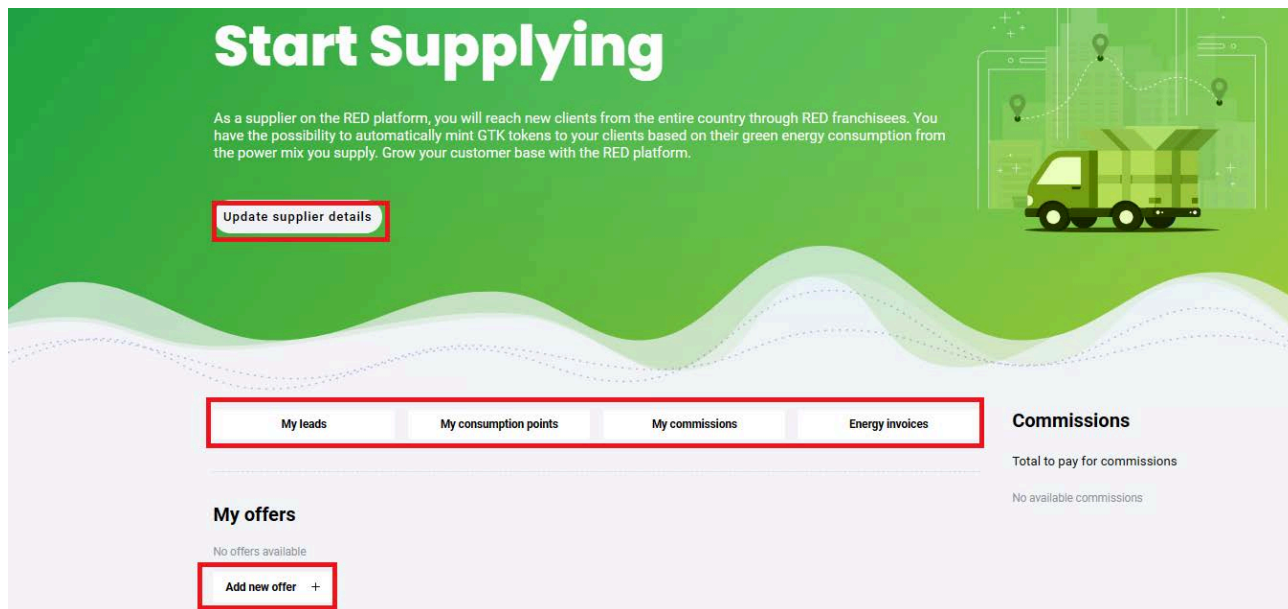 Start Supplying
As a supplier on the RED platform, you will reach new clients from the entire country through RED franchisees. You
have the possibility to automatically mint GTK tokens to your clients based on their green energy consumption from
the power mix you supply. Grow your customer base with the RED platform.
Update supplier details
My leads My consumption points My commissions Energy invoices
Commissions
Total to pay for commissions
No available commissions
My offers
No offers available
Add new offer +